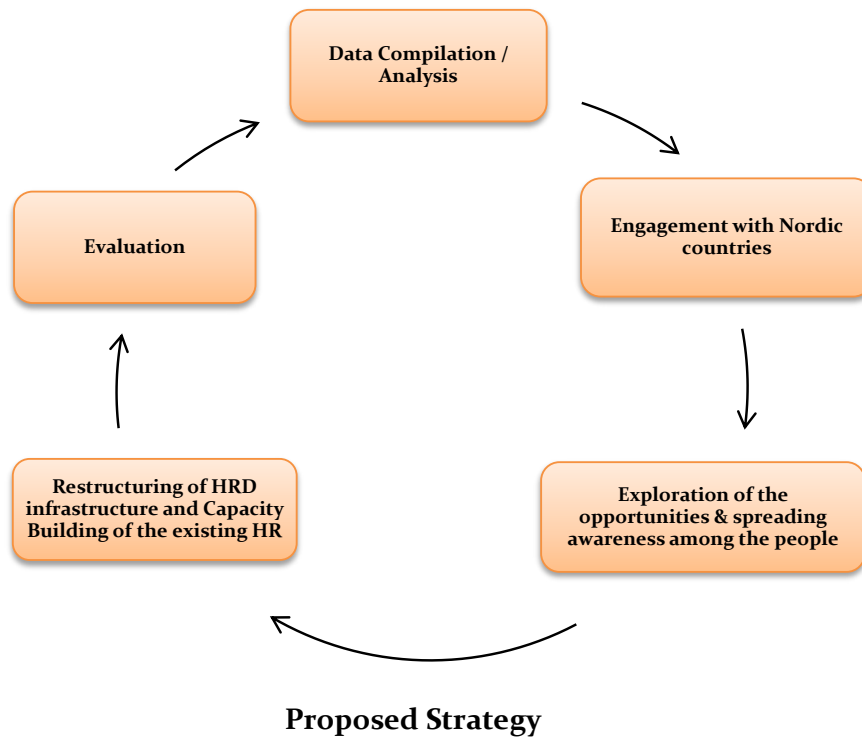 Data Compilation /
Analysis
Engagement with Nordic
countries
Exploration of the
opportunities & spreading
awareness among the people
Restructuring of HRD
infrastructure and Capacity
Building of the existing HR
Evaluation
Proposed Strategy